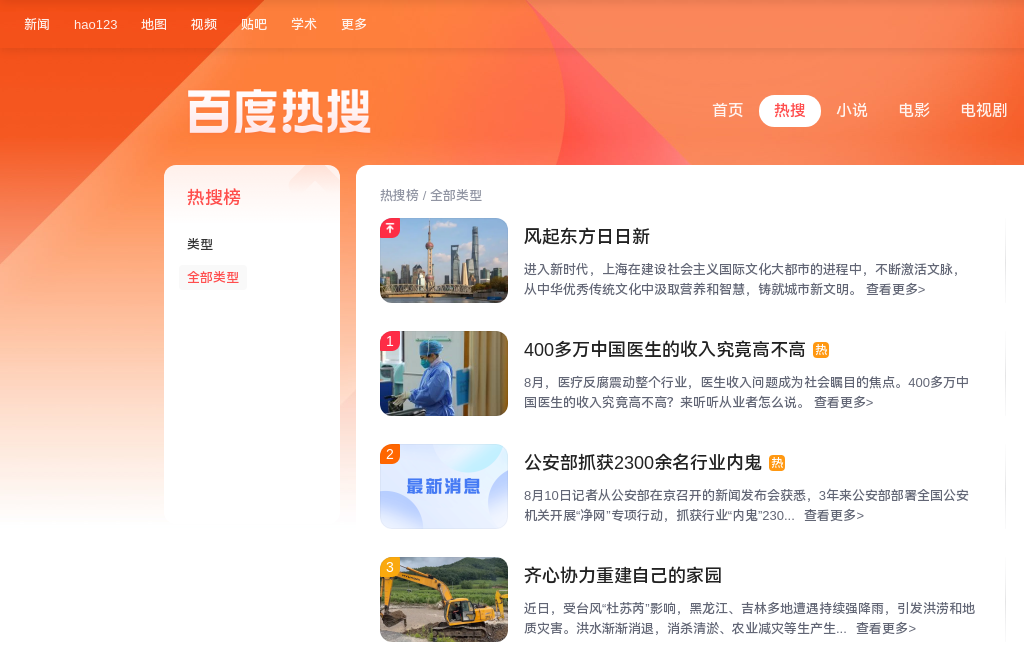 新闻 hao123 地图 视频 贴吧 学术 更多
百度热搜
首页 热搜 小说 电影 电视剧
热搜榜
类型
全部类型
热搜榜 / 全部类型
风起东方日日新
进入新时代，上海在建设社会主义国际文化大都市的进程中，不断激活文脉，
从中华优秀传统文化中汲取营养和智慧，铸就城市新文明。 查看更多>
1
400多万中国医生的收入究竟高不高 热
8月，医疗反腐震动整个行业，医生收入问题成为社会瞩目的焦点。400多万中
国医生的收入究竟高不高？来听听从业者怎么说。 查看更多>
2
最新消息
公安部抓获2300余名行业内鬼 热
8月10日记者从公安部在京召开的新闻发布会获悉，3年来公安部部署全国公安
机关开展“净网”专项行动，抓获行业“内鬼”230... 查看更多>
3
齐心协力重建自己的家园
近日，受台风“杜苏芮”影响，黑龙江、吉林多地遭遇持续强降雨，引发洪涝和地
质灾害。洪水渐渐消退，消杀清淤、农业减灾等生产生... 查看更多>